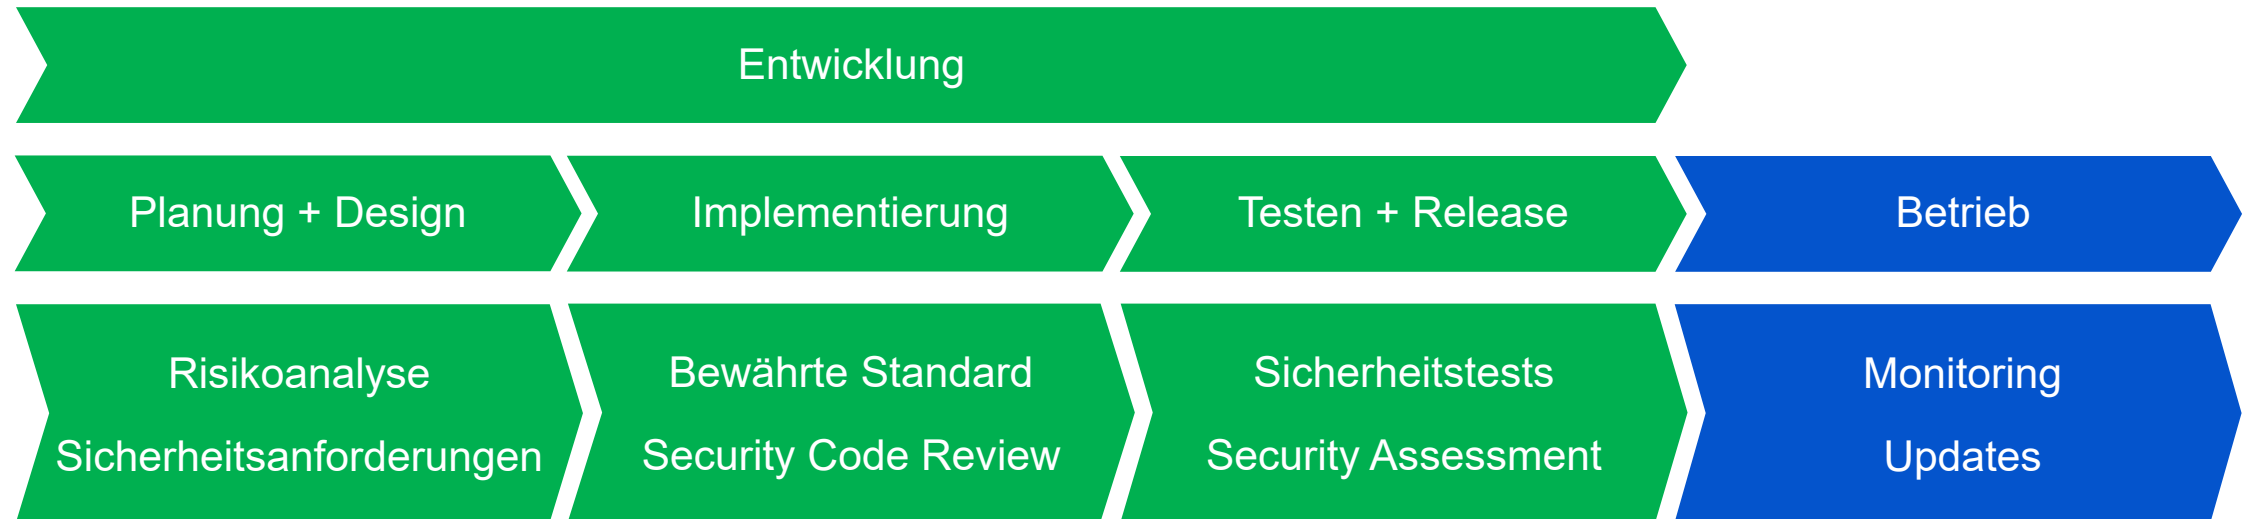 Entwicklung
Planung + Design
Implementierung
Testen + Release
Betrieb
Risikoanalyse
Sicherheitsanforderungen
Bewährte Standard
Security Code Review
Sicherheitstests
Security Assessment
Monitoring
Updates